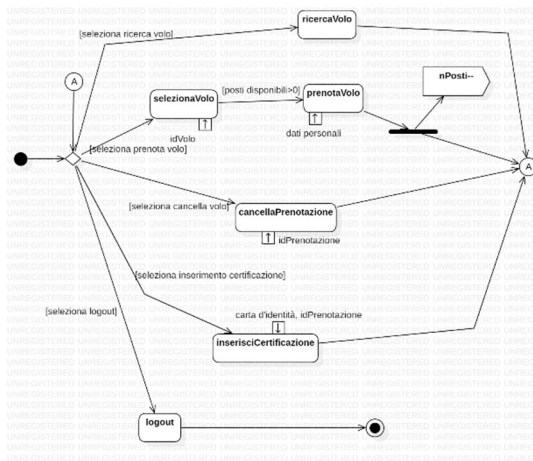 ricercaVolo
[seleziona ricerca volo]
nPosti--
A
selezionaVolo
[posti disponibili>0]
prenotaVolo
idVolo
dati personali
[seleziona prenota volo]
A
[seleziona cancella volo]
cancellaPrenotazione
idPrenotazione
[seleziona inserimento certificazione]
[seleziona logout]
carta d'identità, idPrenotazione
inserisciCertificazione
logout